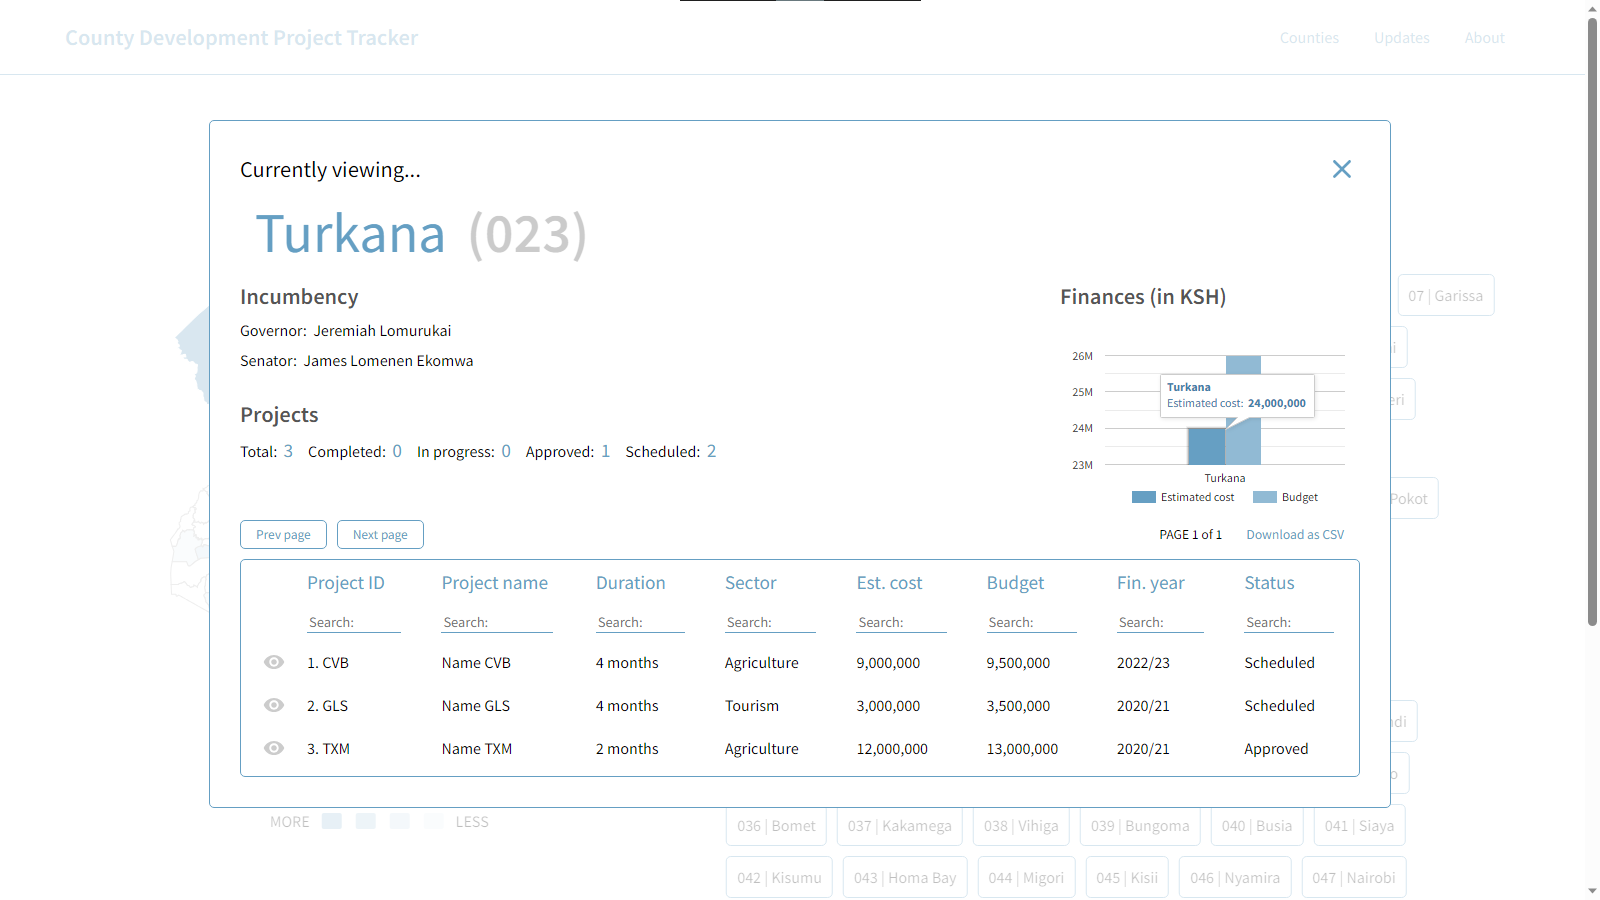 County Development Project Tracker
Counties Updates About
Currently viewing...
Turkana (023)
Incumbency
Governor: Jeremiah Lomurukai
Senator: James Lomenen Ekomwa
Projects
Total: 3 Completed: 0 In progress: 0 Approved: 1 Scheduled: 2
Finances (in KSH)
26M
25M
24M
23M
Turkana
Estimated cost: 24,000,000
Turkana
Estimated cost Budget
07 | Garissa
Pokot
Prev page Next page
PAGE 1 of 1 Download as CSV
Project ID Project name Duration Sector Est. cost Budget Fin. year Status
Search: Search: Search: Search: Search: Search: Search: Search:
1. CVB Name CVB 4 months Agriculture 9,000,000 9,500,000 2022/23 Scheduled
2. GLS Name GLS 4 months Tourism 3,000,000 3,500,000 2020/21 Scheduled
3. TXM Name TXM 2 months Agriculture 12,000,000 13,000,000 2020/21 Approved
MORE LESS
036 | Bomet 037 | Kakamega 038 | Vihiga 039 | Bungoma 040 | Busia 041 | Siaya
042 | Kisumu 043 | Homa Bay 044 | Migori 045 | Kisii 046 | Nyamira 047 | Nairobi